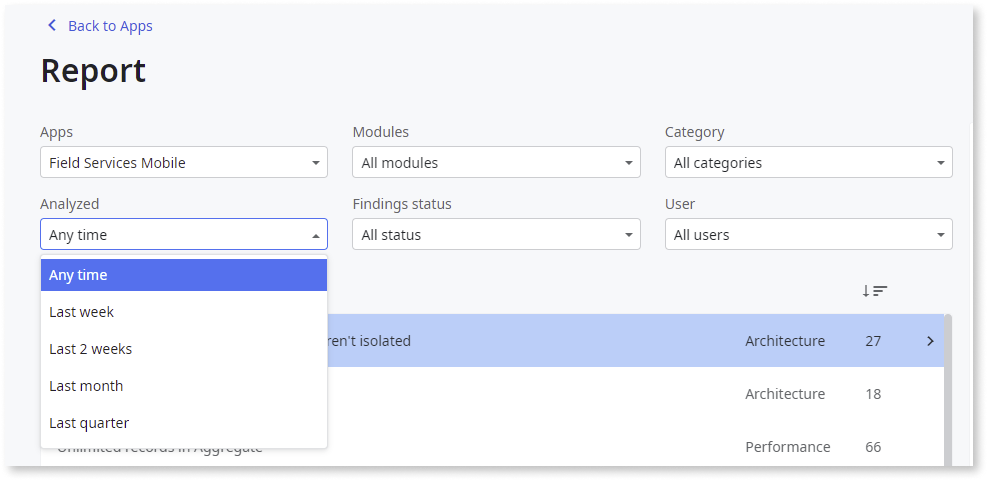 Back to Apps
Report
Apps Modules Category
Field Services Mobile All modules All categories
Analyzed Findings status User
Any time All status All users
Any time
Last week
Last 2 weeks
Last month
Last quarter
ren't isolated Architecture 27
Architecture 18
Unlimited records in Aggregate Performance 66